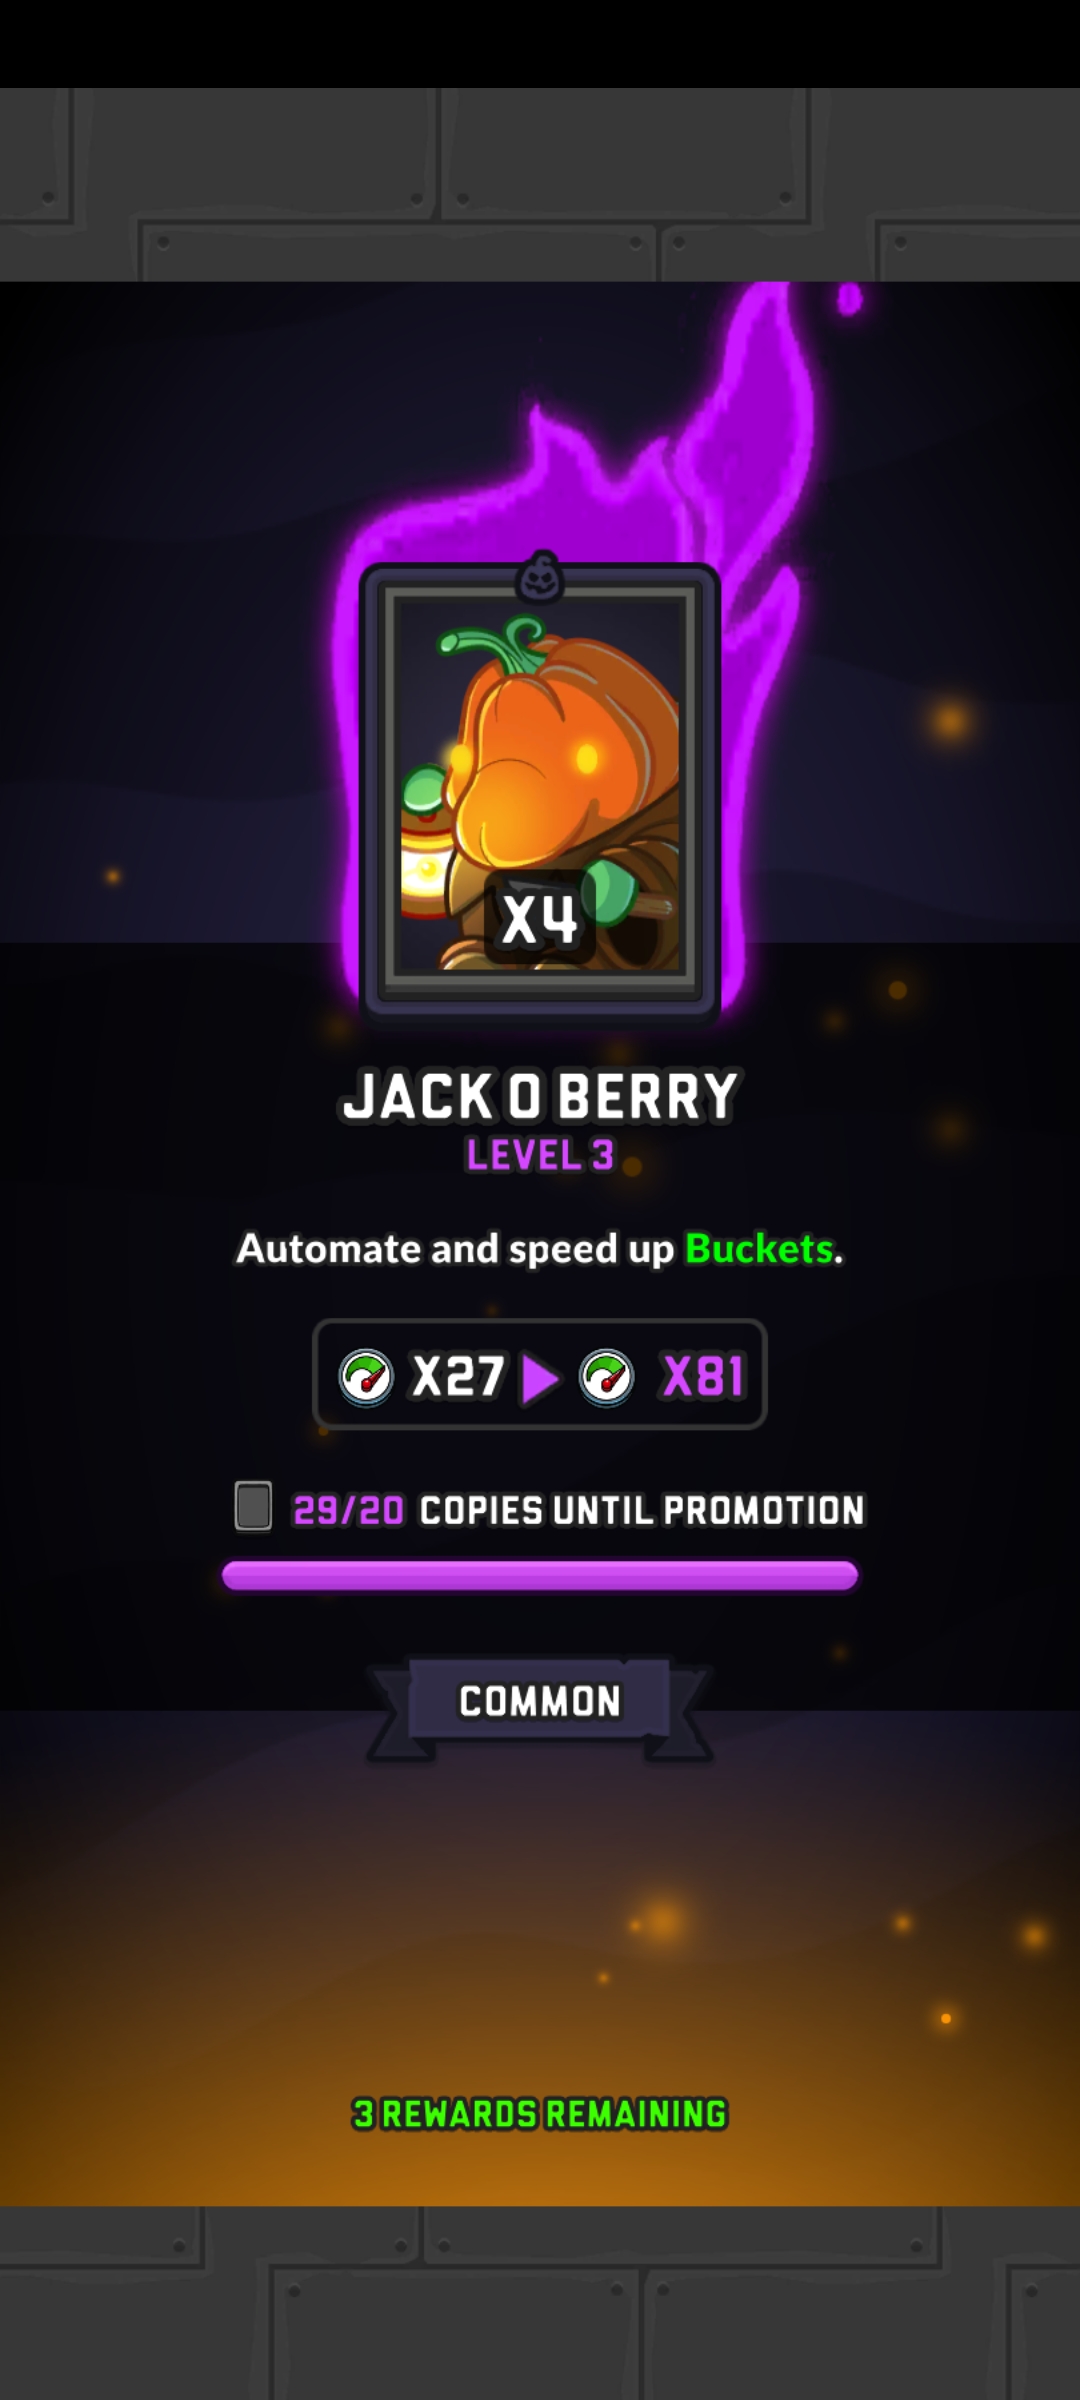 X4
JACK O BERRY
LEVEL 3
Automate and speed up Buckets.
X27 X81
29/20 COPIES UNTIL PROMOTION
COMMON
3 REWARDS REMAINING